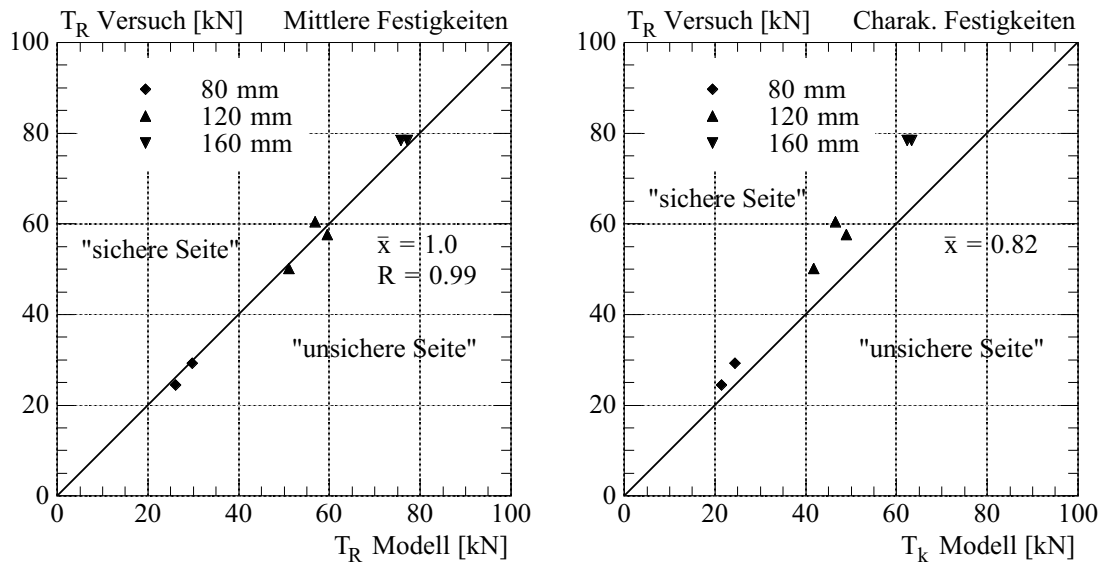 T_R Versuch [kN] Mittlere Festigkeiten
100
80
60
40
20
0
80 mm
120 mm
160 mm
"sichere Seite"
x̄ = 1.0
R = 0.99
"unsichere Seite"
0 20 40 60 80 100
T_R Modell [kN]
T_R Versuch [kN] Charak. Festigkeiten
100
80
60
40
20
0
80 mm
120 mm
160 mm
"sichere Seite"
x̄ = 0.82
"unsichere Seite"
0 20 40 60 80 100
T_k Modell [kN]